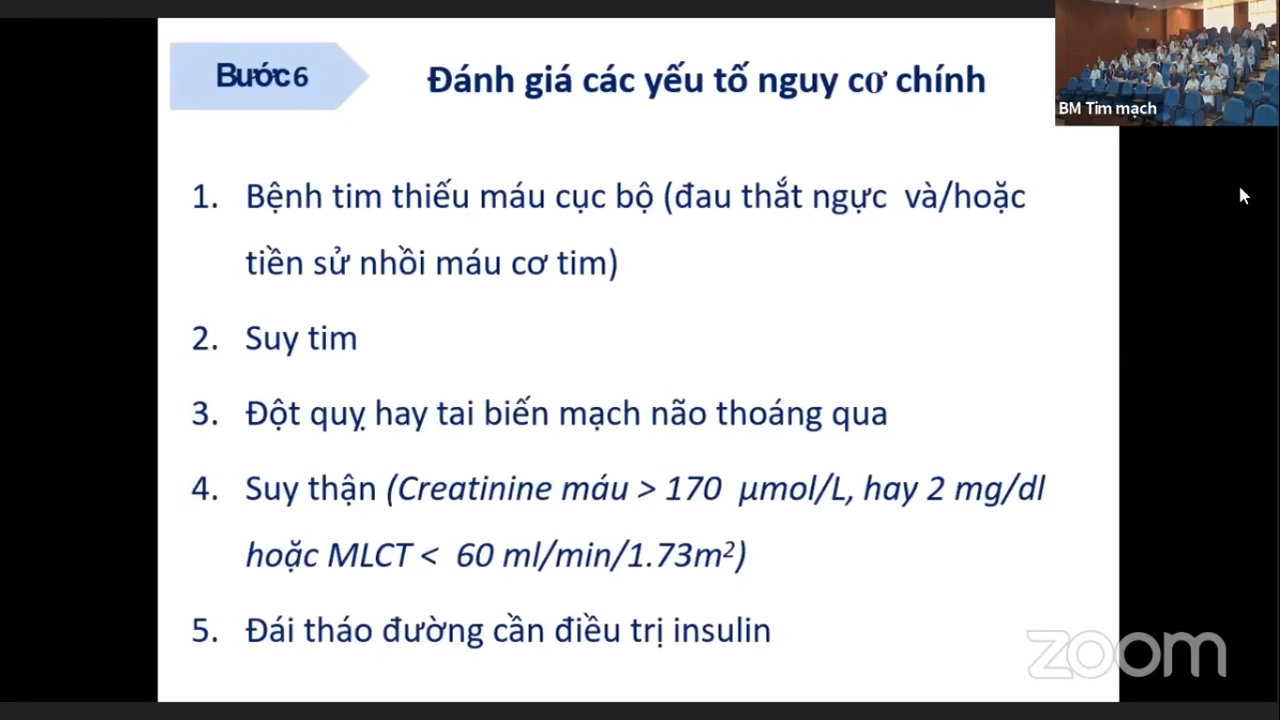 Bước 6
Đánh giá các yếu tố nguy cơ chính
BM Tim mạch
1. Bệnh tim thiếu máu cục bộ (đau thắt ngực và/hoặc
tiền sử nhồi máu cơ tim)
2. Suy tim
3. Đột quỵ hay tai biến mạch não thoáng qua
4. Suy thận (Creatinine máu > 170 µmol/L, hay 2 mg/dl
hoặc MLCT < 60 ml/min/1.73m²)
5. Đái tháo đường cần điều trị insulin
zoom